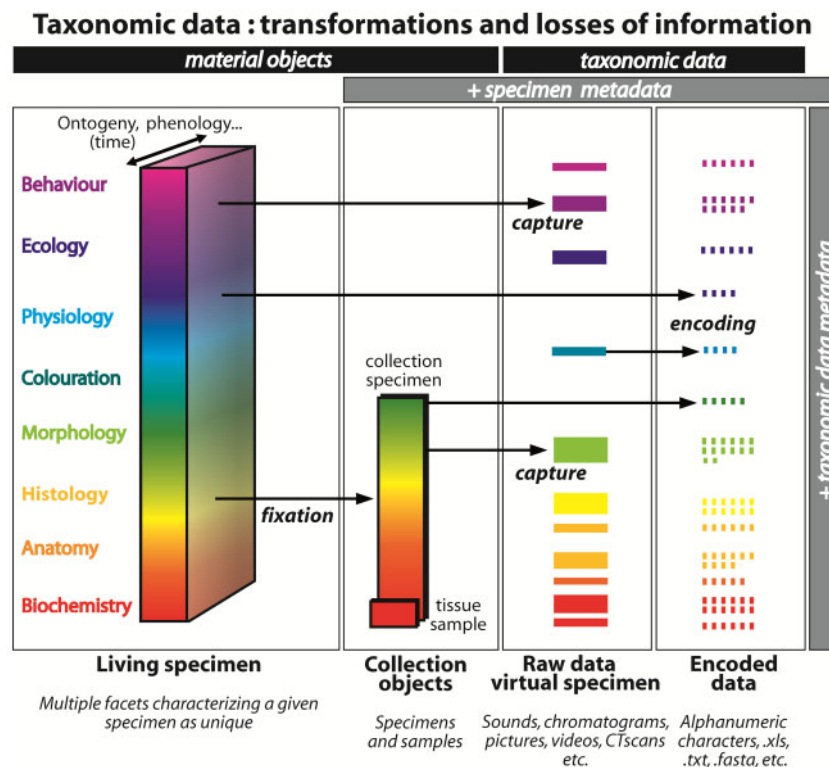 Taxonomic data : transformations and losses of information
material objects
taxonomic data
+ specimen metadata
Ontogeny, phenology...
(time)
Behaviour
Ecology
Physiology
Colouration
Morphology
Histology
Anatomy
Biochemistry
capture
encoding
collection
specimen
capture
fixation
tissue
sample
+ taxonomic data metadata
Living specimen
Multiple facets characterizing a given
specimen as unique
Collection
objects
Specimens
and samples
Raw data
virtual specimen
Sounds, chromatograms,
pictures, videos, CTscans
etc.
Encoded
data
Alphanumeric
characters, .xls,
.txt, .fasta, etc.